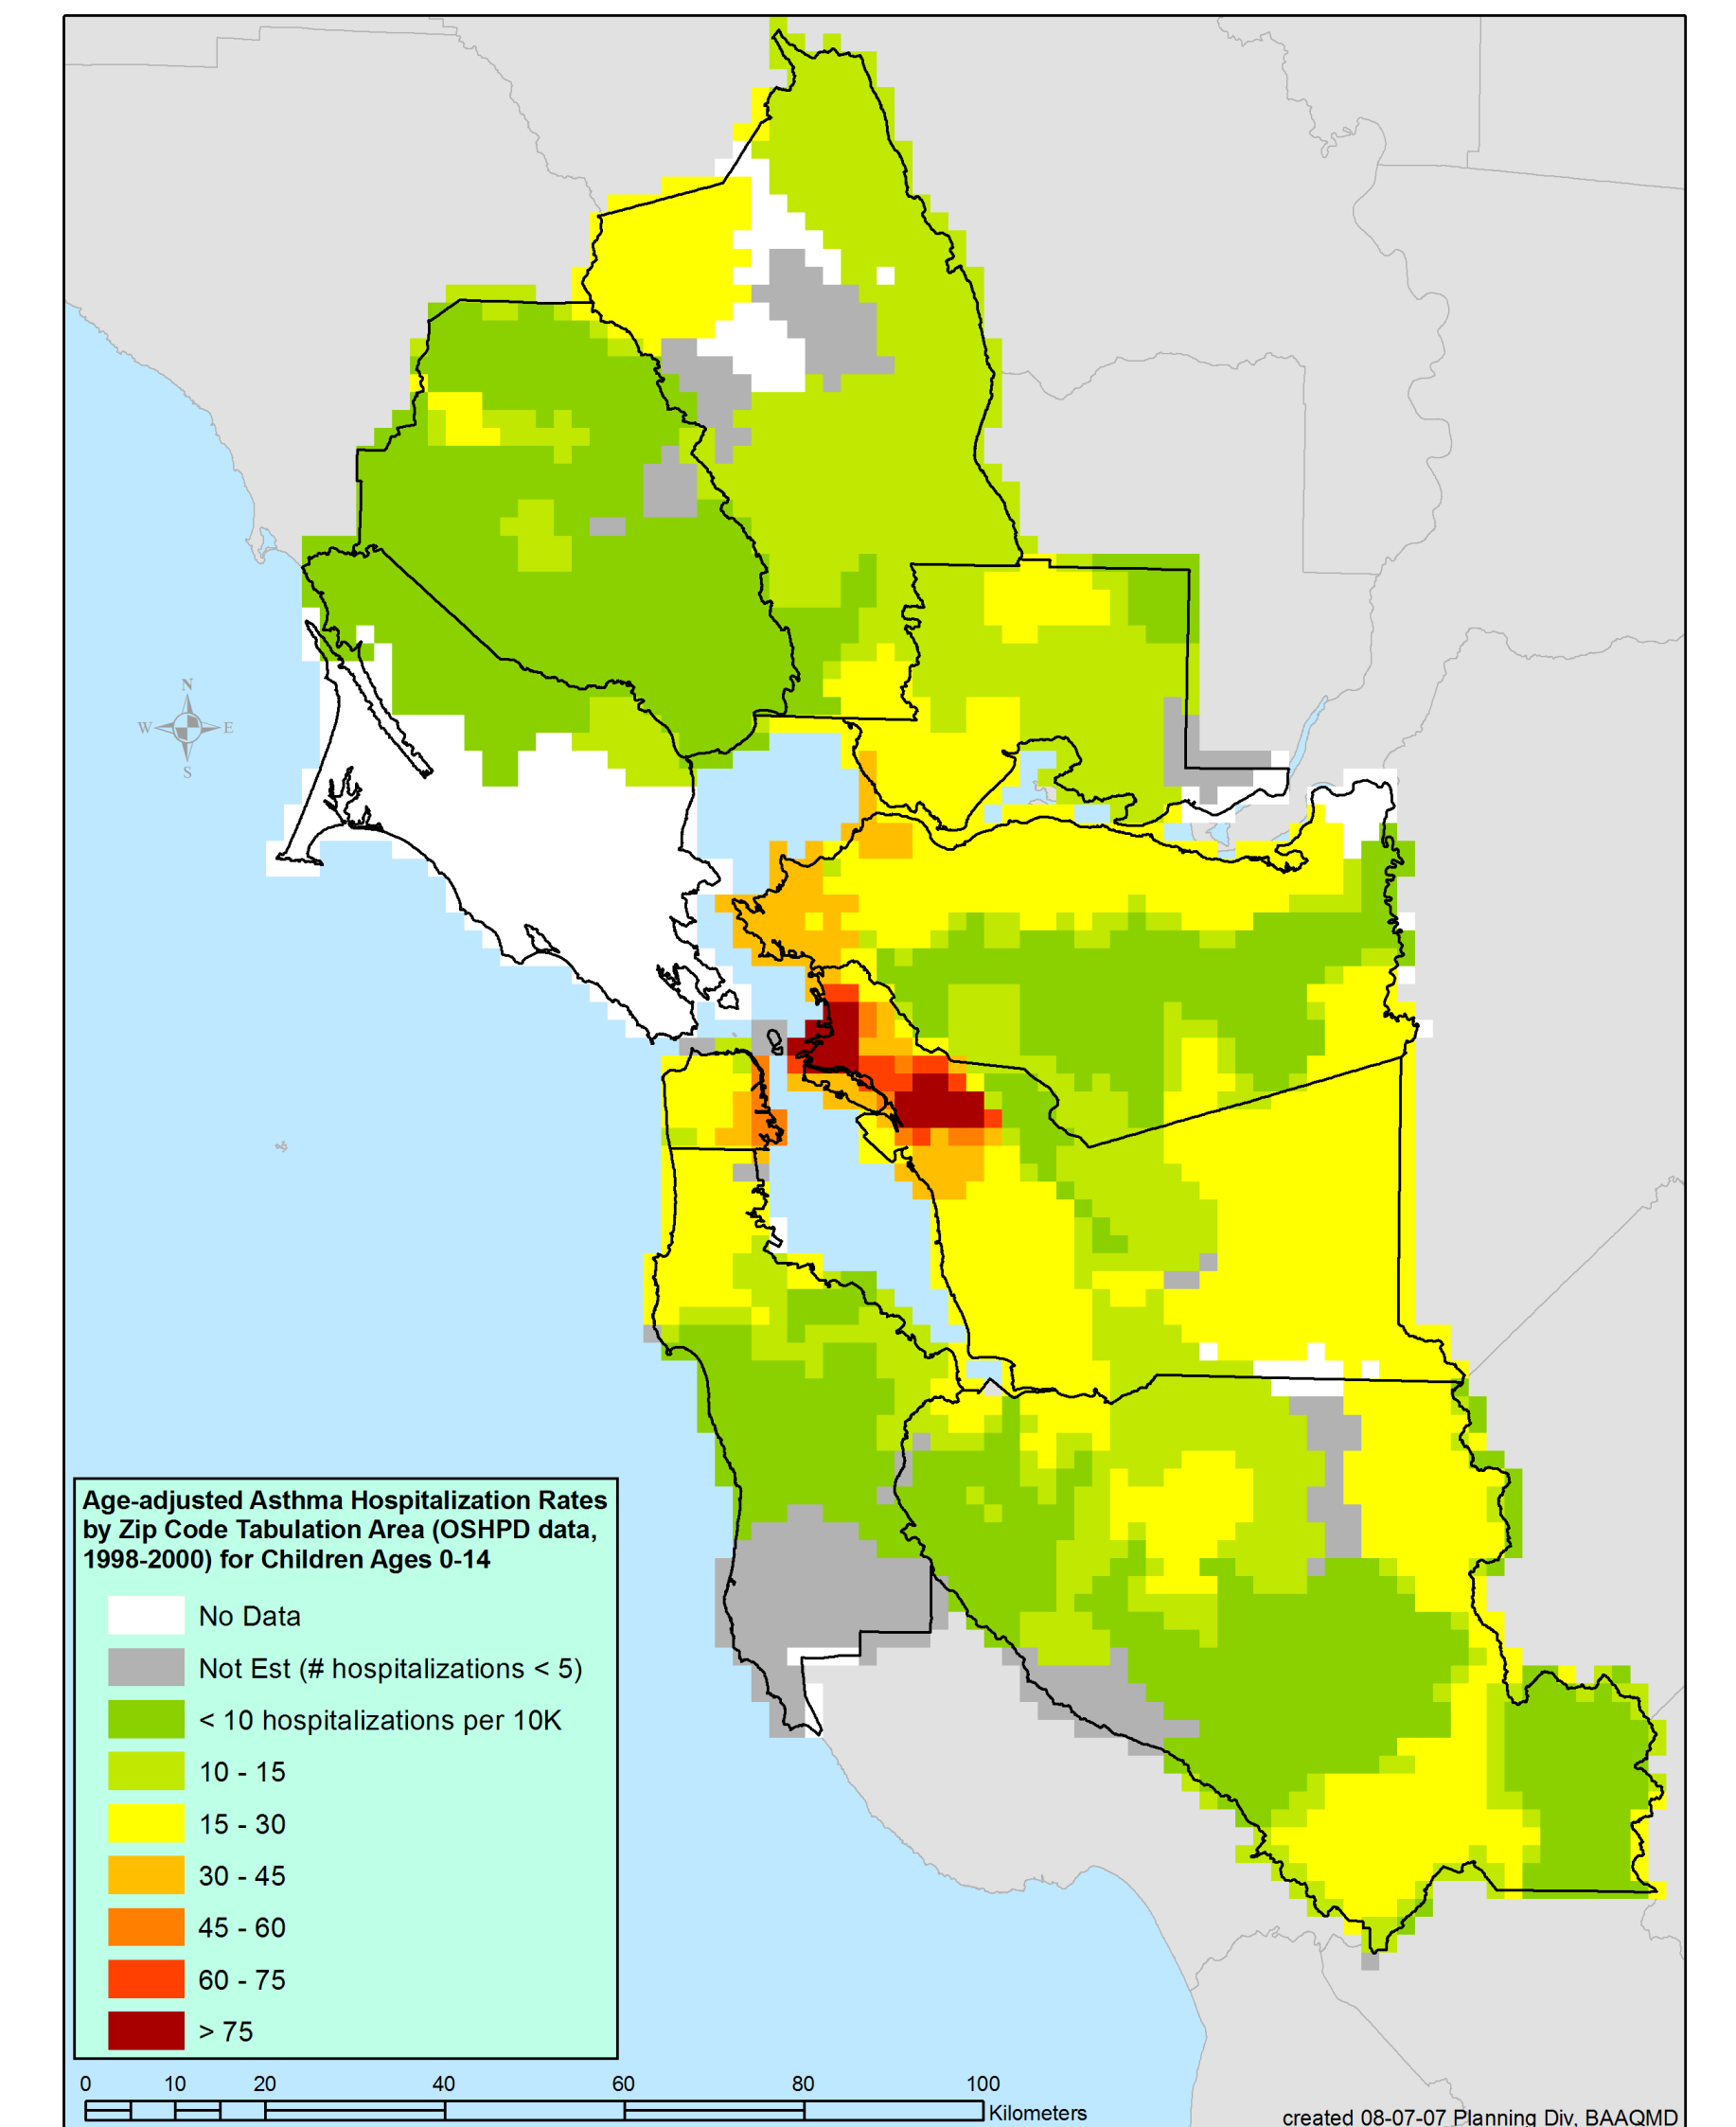 N
W E
S
Age-adjusted Asthma Hospitalization Rates
by Zip Code Tabulation Area (OSHPD data,
1998-2000) for Children Ages 0-14
No Data
Not Est (# hospitalizations < 5)
< 10 hospitalizations per 10K
10 - 15
15 - 30
30 - 45
45 - 60
60 - 75
> 75
0 10 20 40 60 80 100
Kilometers
created 08-07-07 Planning Div, BAAQMD